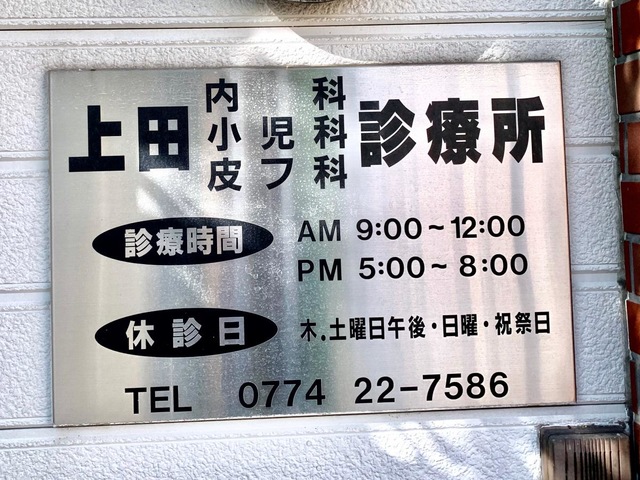 上田 内科 小児科 皮フ科 診療所
診療時間 AM 9:00~12:00
PM 5:00~8:00
休診日 木.土曜日午後・日曜・祝祭日
TEL 0774 22-7586